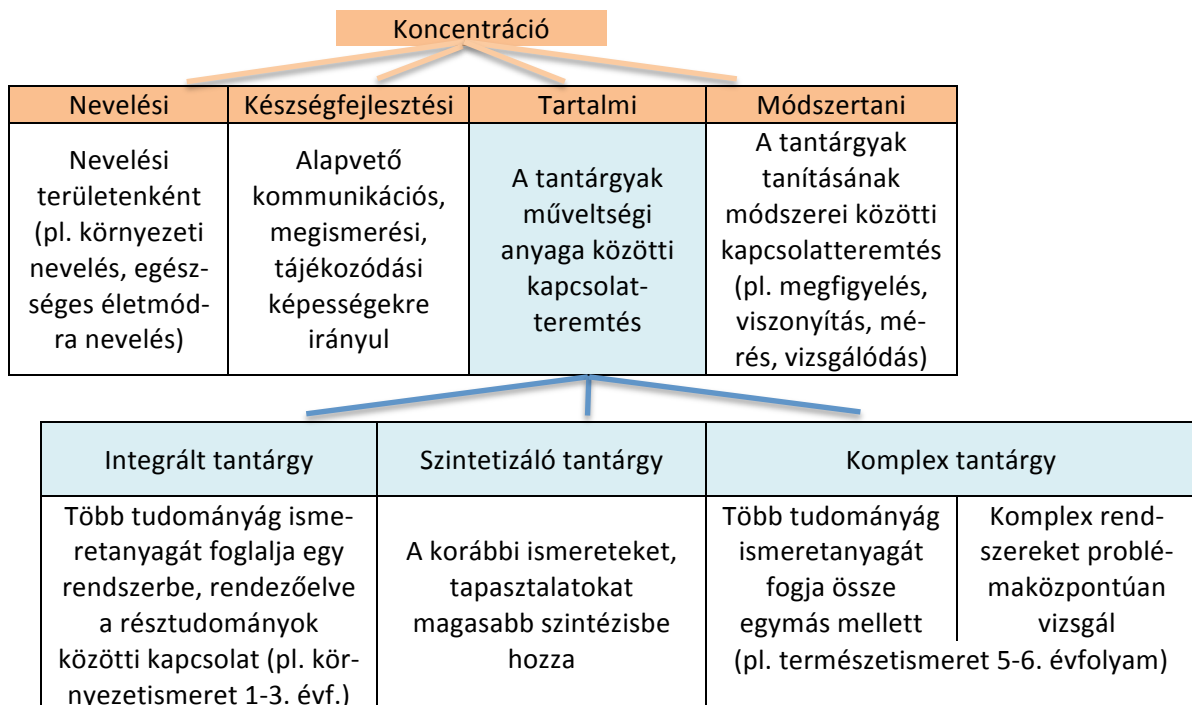 Koncentráció
Nevelési
Készségfejlesztési
Tartalmi
Módszertani
Nevelési
területenként
(pl. környezeti
nevelés, egész-
séges életmód-
ra nevelés)
Alapvető
kommunikációs,
megismerési,
tájékozódási
képességekre
irányul
A tantárgyak
műveltségi
anyaga közötti
kapcsolat-
teremtés
A tantárgyak
tanításának
módszerei közötti
kapcsolatteremtés
(pl. megfigyelés,
viszonyítás, mé-
rés, vizsgálódás)
Integrált tantárgy
Szintetizáló tantárgy
Komplex tantárgy
Több tudományág isme-
retanyagát foglalja egy
rendszerbe, rendezőelve
a résztudományok
közötti kapcsolat (pl. kör-
nyezetismeret 1-3. évf.)
A korábbi ismereteket,
tapasztalatokat
magasabb szintézisbe
hozza
Több tudományág
ismeretanyagát
fogja össze
egymás mellett
Komplex rend-
szereket problé-
maközpontúan
vizsgál
(pl. természetismeret 5-6. évfolyam)